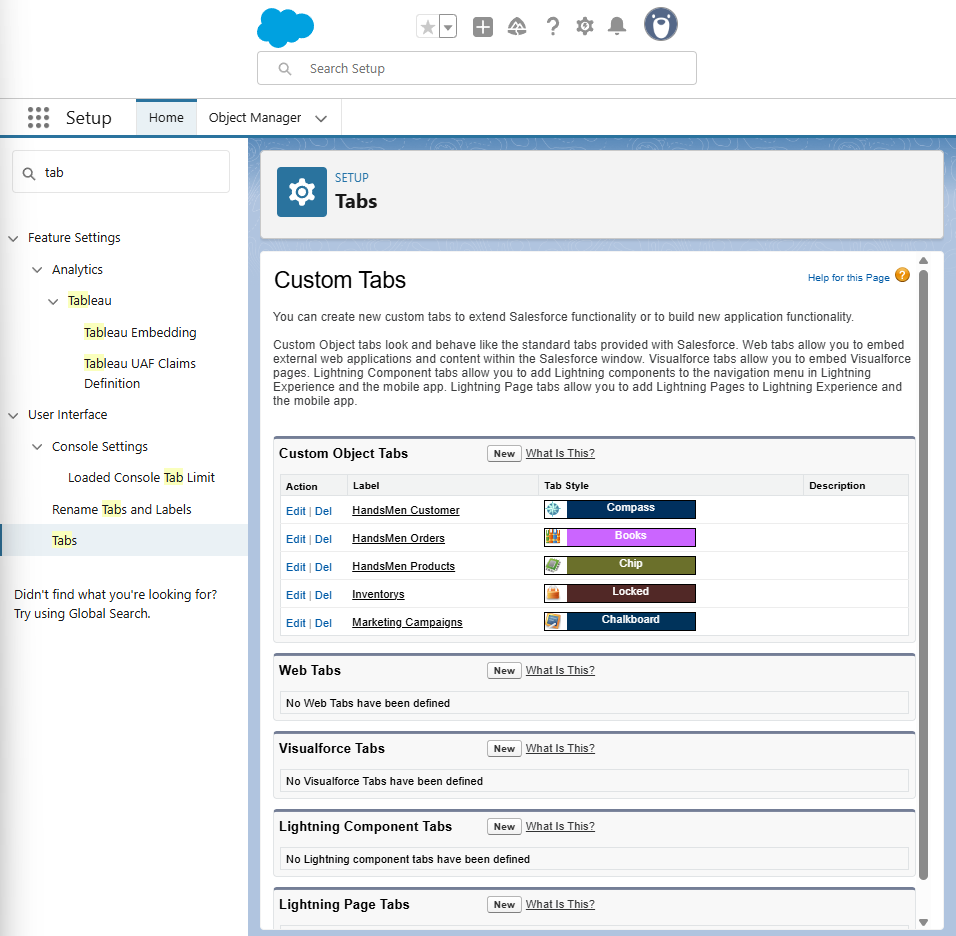 Search Setup
Setup
Home
Object Manager
tab
Feature Settings
Analytics
Tableau
Tableau Embedding
Tableau UAF Claims
Definition
User Interface
Console Settings
Loaded Console Tab Limit
Rename Tabs and Labels
Tabs
Didn't find what you're looking for?
Try using Global Search.
SETUP
Tabs
Custom Tabs
Help for this Page ?
You can create new custom tabs to extend Salesforce functionality or to build new application functionality.
Custom Object tabs look and behave like the standard tabs provided with Salesforce. Web tabs allow you to embed
external web applications and content within the Salesforce window. Visualforce tabs allow you to embed Visualforce
pages. Lightning Component tabs allow you to add Lightning components to the navigation menu in Lightning
Experience and the mobile app. Lightning Page tabs allow you to add Lightning Pages to Lightning Experience and
the mobile app.
Custom Object Tabs New What Is This?
Action Label Tab Style Description
Edit | Del HandsMen Customer Compass
Edit | Del HandsMen Orders Books
Edit | Del HandsMen Products Chip
Edit | Del Inventorys Locked
Edit | Del Marketing Campaigns Chalkboard
Web Tabs New What Is This?
No Web Tabs have been defined
Visualforce Tabs New What Is This?
No Visualforce Tabs have been defined
Lightning Component Tabs New What Is This?
No Lightning component tabs have been defined
Lightning Page Tabs New What Is This?